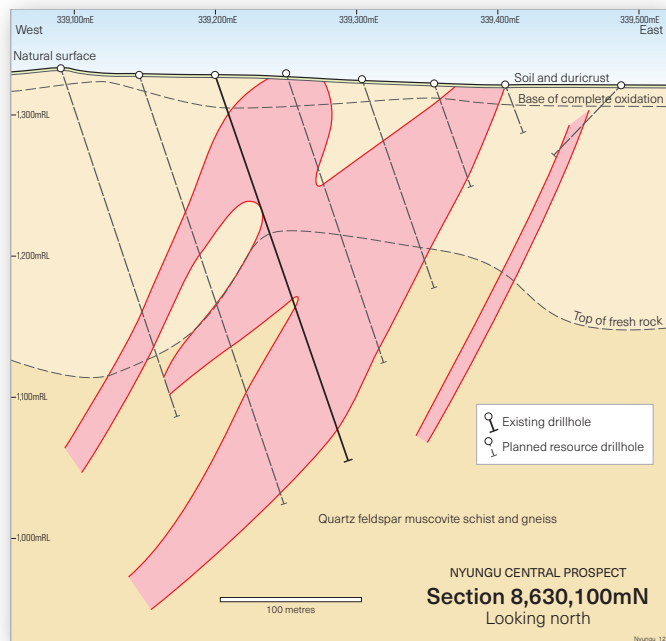 339,100mE
339,200mE
339,300mE
339,400mE
339,500mE
West
East
Natural surface
Soil and duricrust
Base of complete oxidation
1,300mRL
1,200mRL
Top of fresh rock
1,100mRL
Existing drillhole
Planned resource drillhole
1,000mRL
Quartz feldspar muscovite schist and gneiss
NYUNGU CENTRAL PROSPECT
100 metres
Section 8,630,100mN
Looking north
Nyungu_12